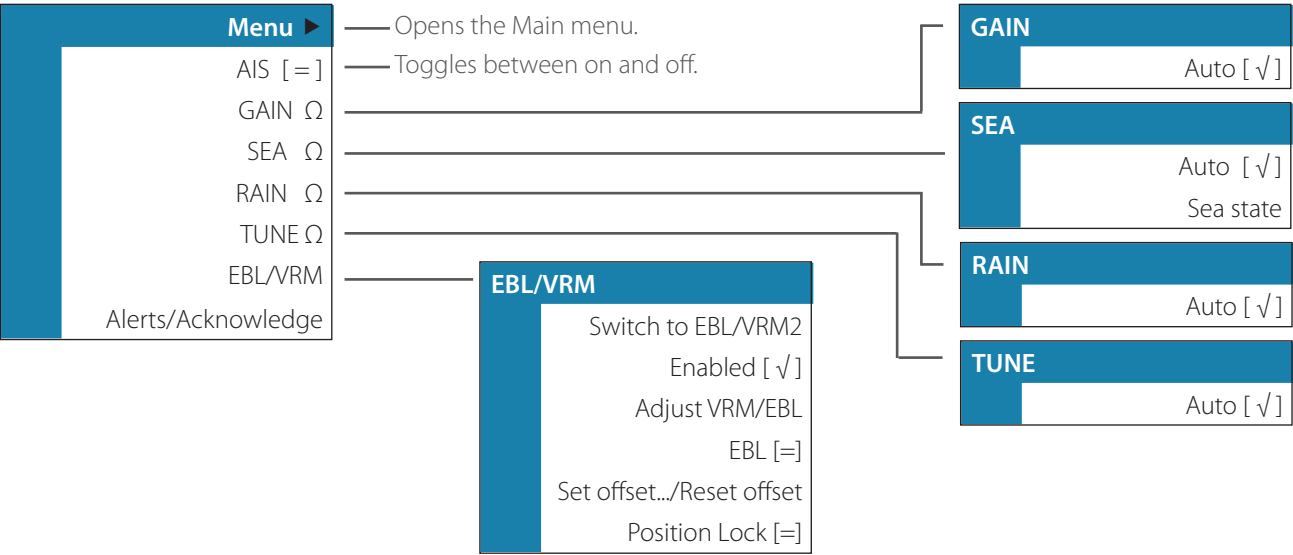 Menu ▶
Opens the Main menu.
AIS [ = ]
Toggles between on and off.
GAIN Ω
SEA Ω
RAIN Ω
TUNE Ω
EBL/VRM
Alerts/Acknowledge
EBL/VRM
Switch to EBL/VRM2
Enabled [ √ ]
Adjust VRM/EBL
EBL [=]
Set offset.../Reset offset
Position Lock [=]
GAIN
Auto [ √ ]
SEA
Auto [ √ ]
Sea state
RAIN
Auto [ √ ]
TUNE
Auto [ √ ]